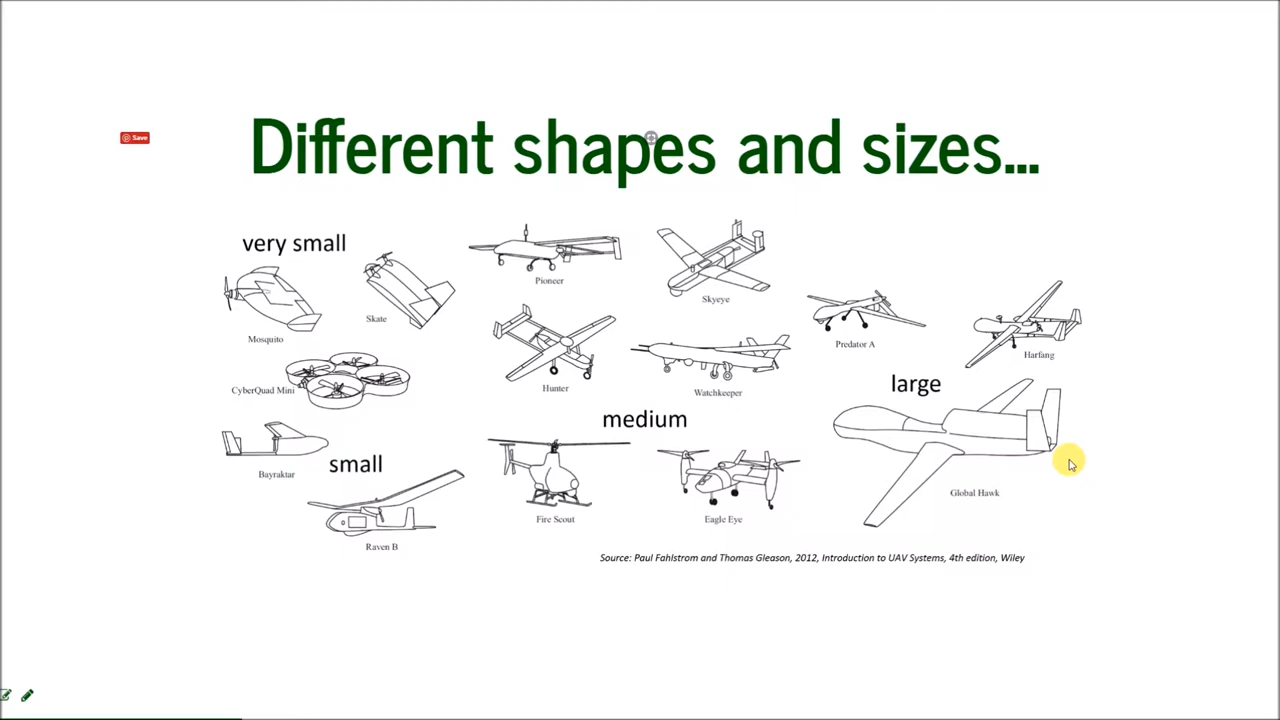 Save
Different shapes and sizes...
very small
Mosquito
Skate
CyberQuad Mini
Bayraktar
small
Raven B
Pioneer
Skyeye
Hunter
Watchkeeper
medium
Fire Scout
Eagle Eye
Predator A
Harfang
large
Global Hawk
Source: Paul Fahlstrom and Thomas Gleason, 2012, Introduction to UAV Systems, 4th edition, Wiley